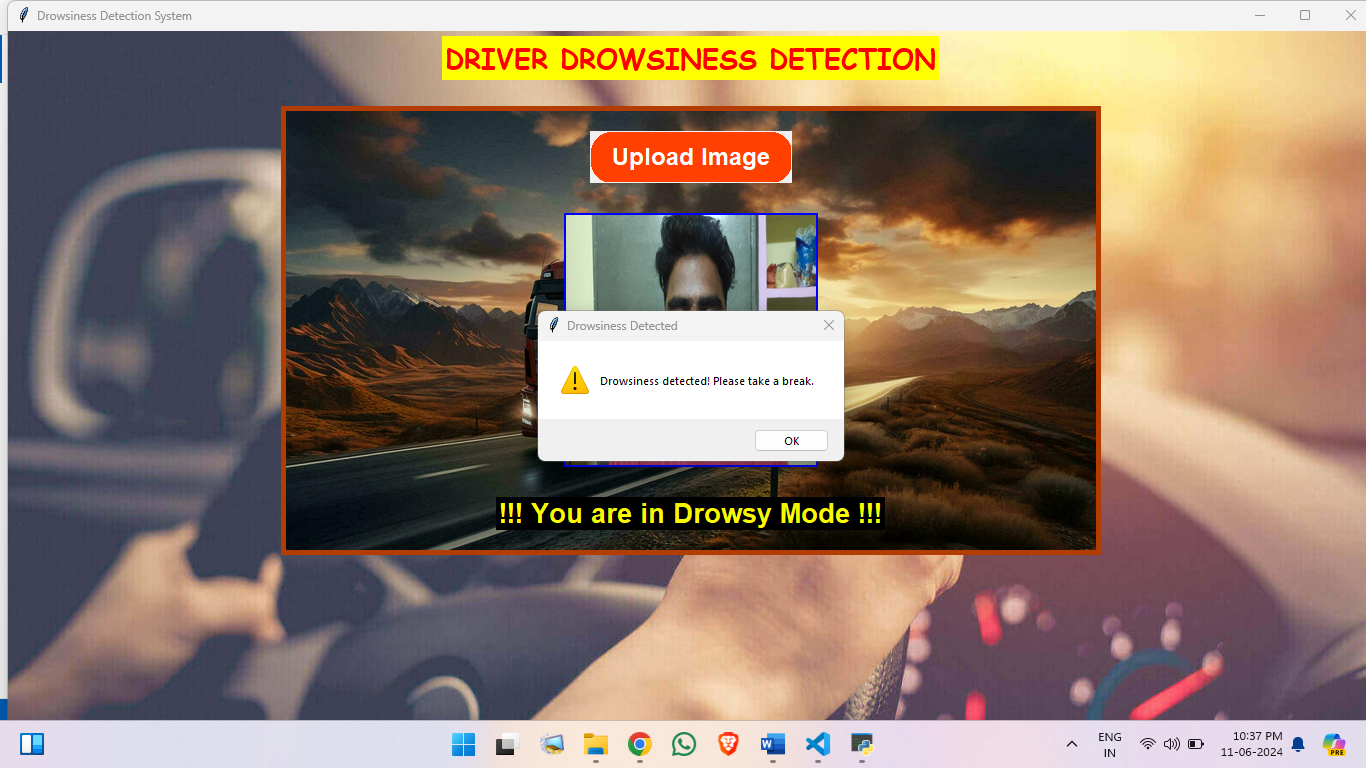 Drowsiness Detection System
DRIVER DROWSINESS DETECTION
Upload Image
Drowsiness Detected
Drowsiness detected! Please take a break.
OK
!!! You are in Drowsy Mode !!!
ENG
IN
10:37 PM
11-06-2024
PRE